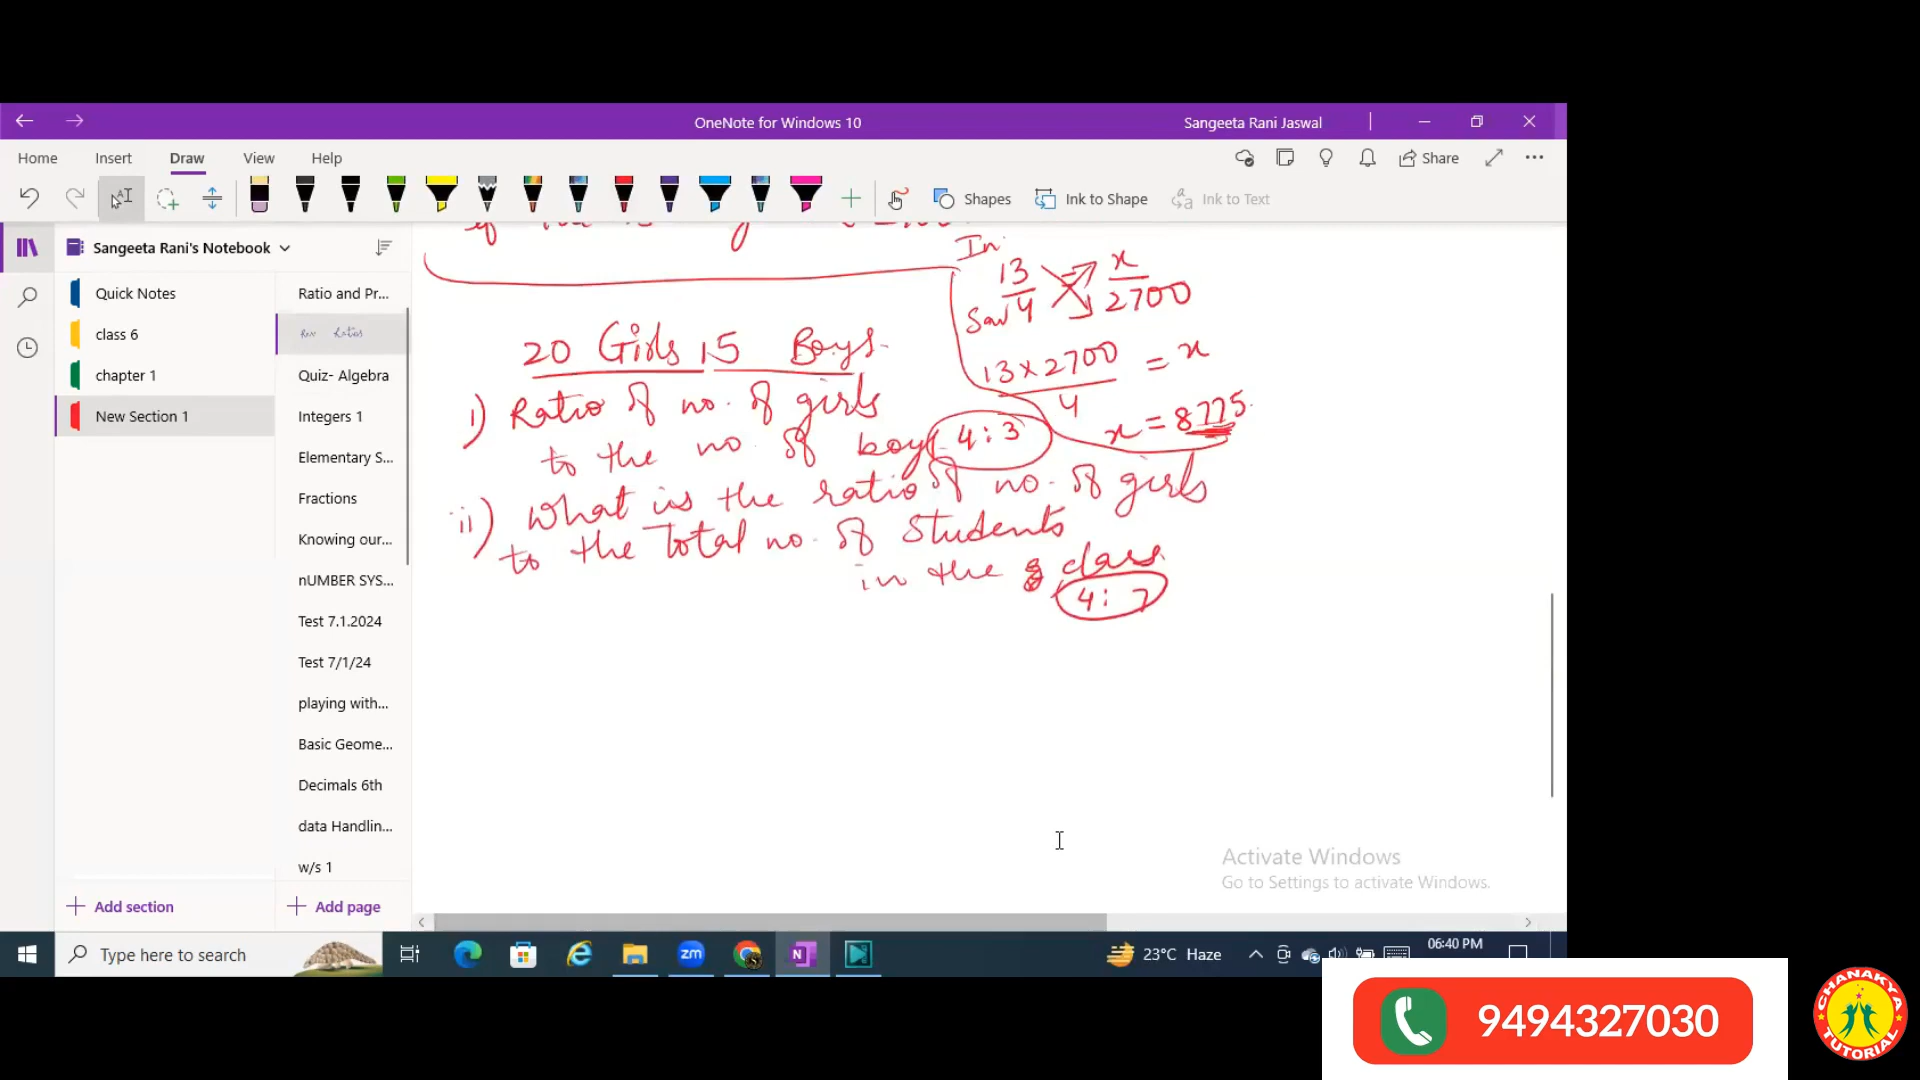 OneNote for Windows 10
Sangeeta Rani Jaswal
Home Insert Draw View Help
Share
Shapes
Ink to Shape
Ink to Text
Sangeeta Rani's Notebook
Quick Notes
class 6
chapter 1
New Section 1
Add section
Ratio and Pr...
Rev Ratios
Quiz- Algebra
Integers 1
Elementary S...
Fractions
Knowing our...
nUMBER SYS...
Test 7.1.2024
Test 7/1/24
playing with...
Basic Geome...
Decimals 6th
data Handlin...
w/s 1
Add page
In
13 x
Sav 4 2700
13 x 2700 = x
4
x = 8775
20 Girls 15 Boys
i) Ratio of no. of girls
to the no. of boy 4 : 3
ii) What is the ratio of no. of girls
to the Total no. of students
in the class
4 : 7
Activate Windows
Go to Settings to activate Windows.
Type here to search
zm
N
23°C Haze
06:40 PM
9494327030
CHANAKYA
TUTORIAL